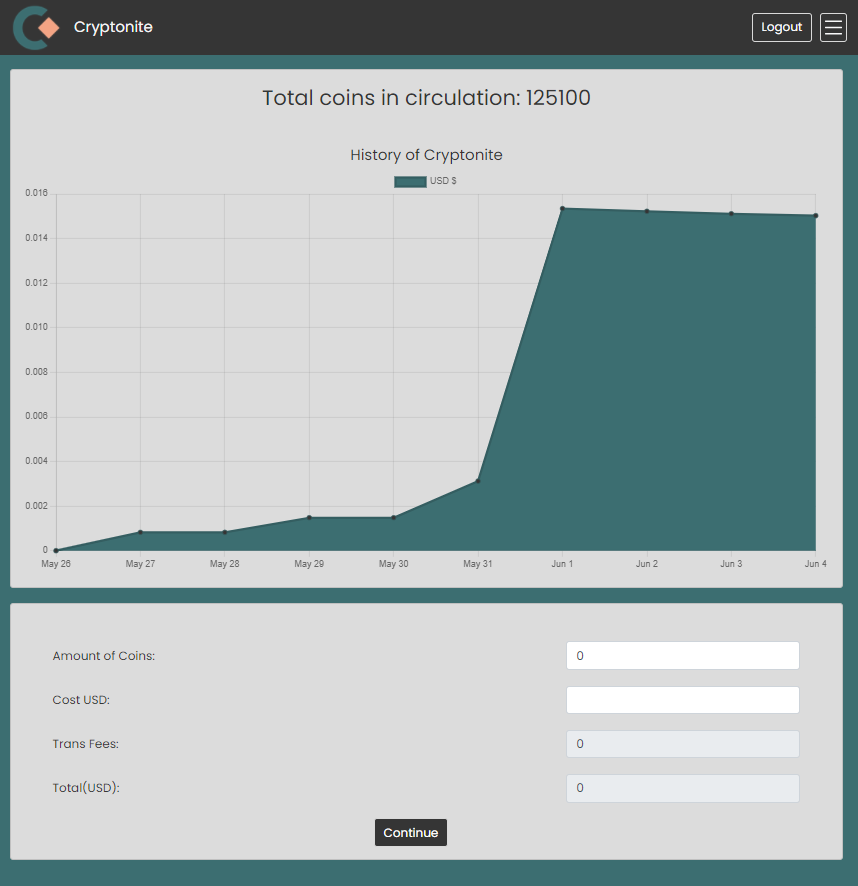 Cryptonite
Logout
Total coins in circulation: 125100
History of Cryptonite
USD $
0.016
0.014
0.012
0.010
0.008
0.006
0.004
0.002
0
May 26 May 27 May 28 May 29 May 30 May 31 Jun 1 Jun 2 Jun 3 Jun 4
Amount of Coins: 0
Cost USD:
Trans Fees: 0
Total(USD): 0
Continue